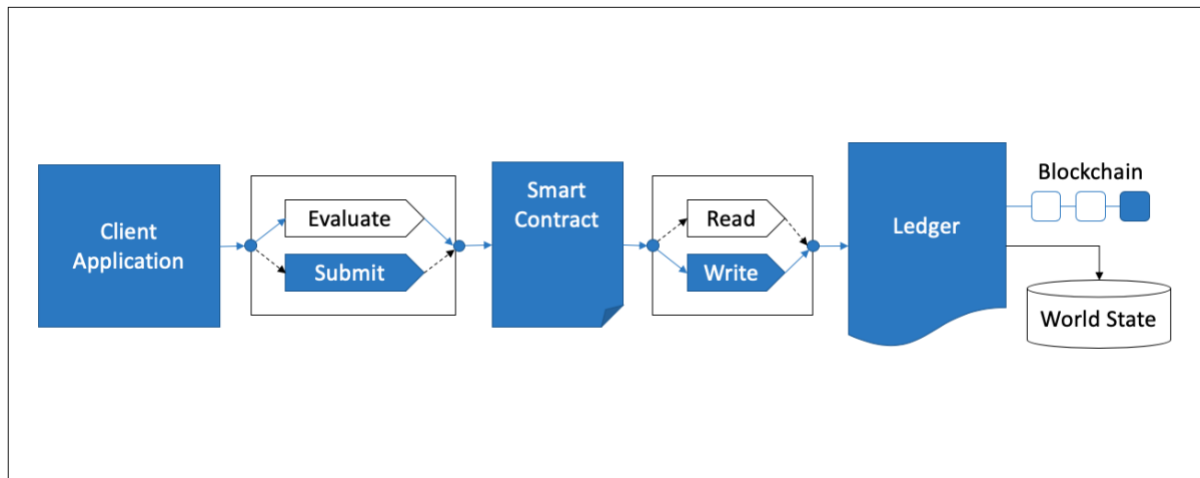 Client
Application
Evaluate
Submit
Smart
Contract
Read
Write
Ledger
Blockchain
World State